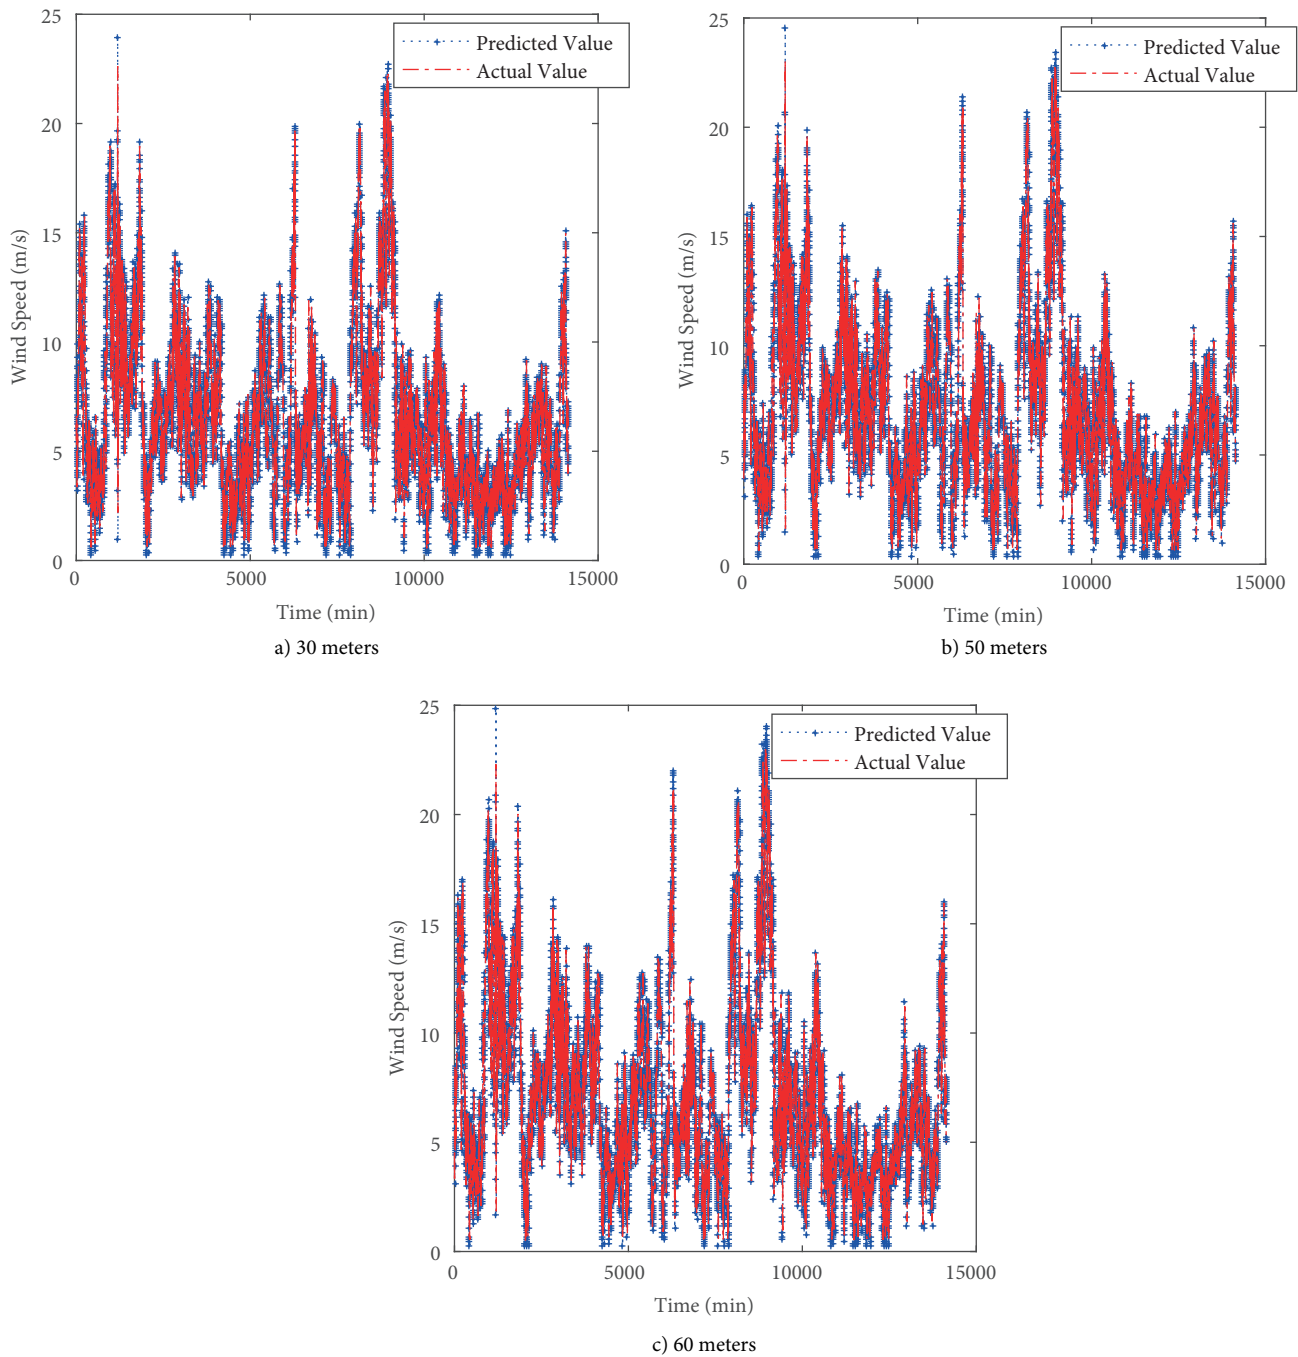 25
20
15
10
5
0
Wind Speed (m/s)
Predicted Value
Actual Value
0 5000 10000 15000
Time (min)
a) 30 meters
25
20
15
10
5
0
Wind Speed (m/s)
Predicted Value
Actual Value
0 5000 10000 15000
Time (min)
b) 50 meters
25
20
15
10
5
0
Wind Speed (m/s)
Predicted Value
Actual Value
0 5000 10000 15000
Time (min)
c) 60 meters